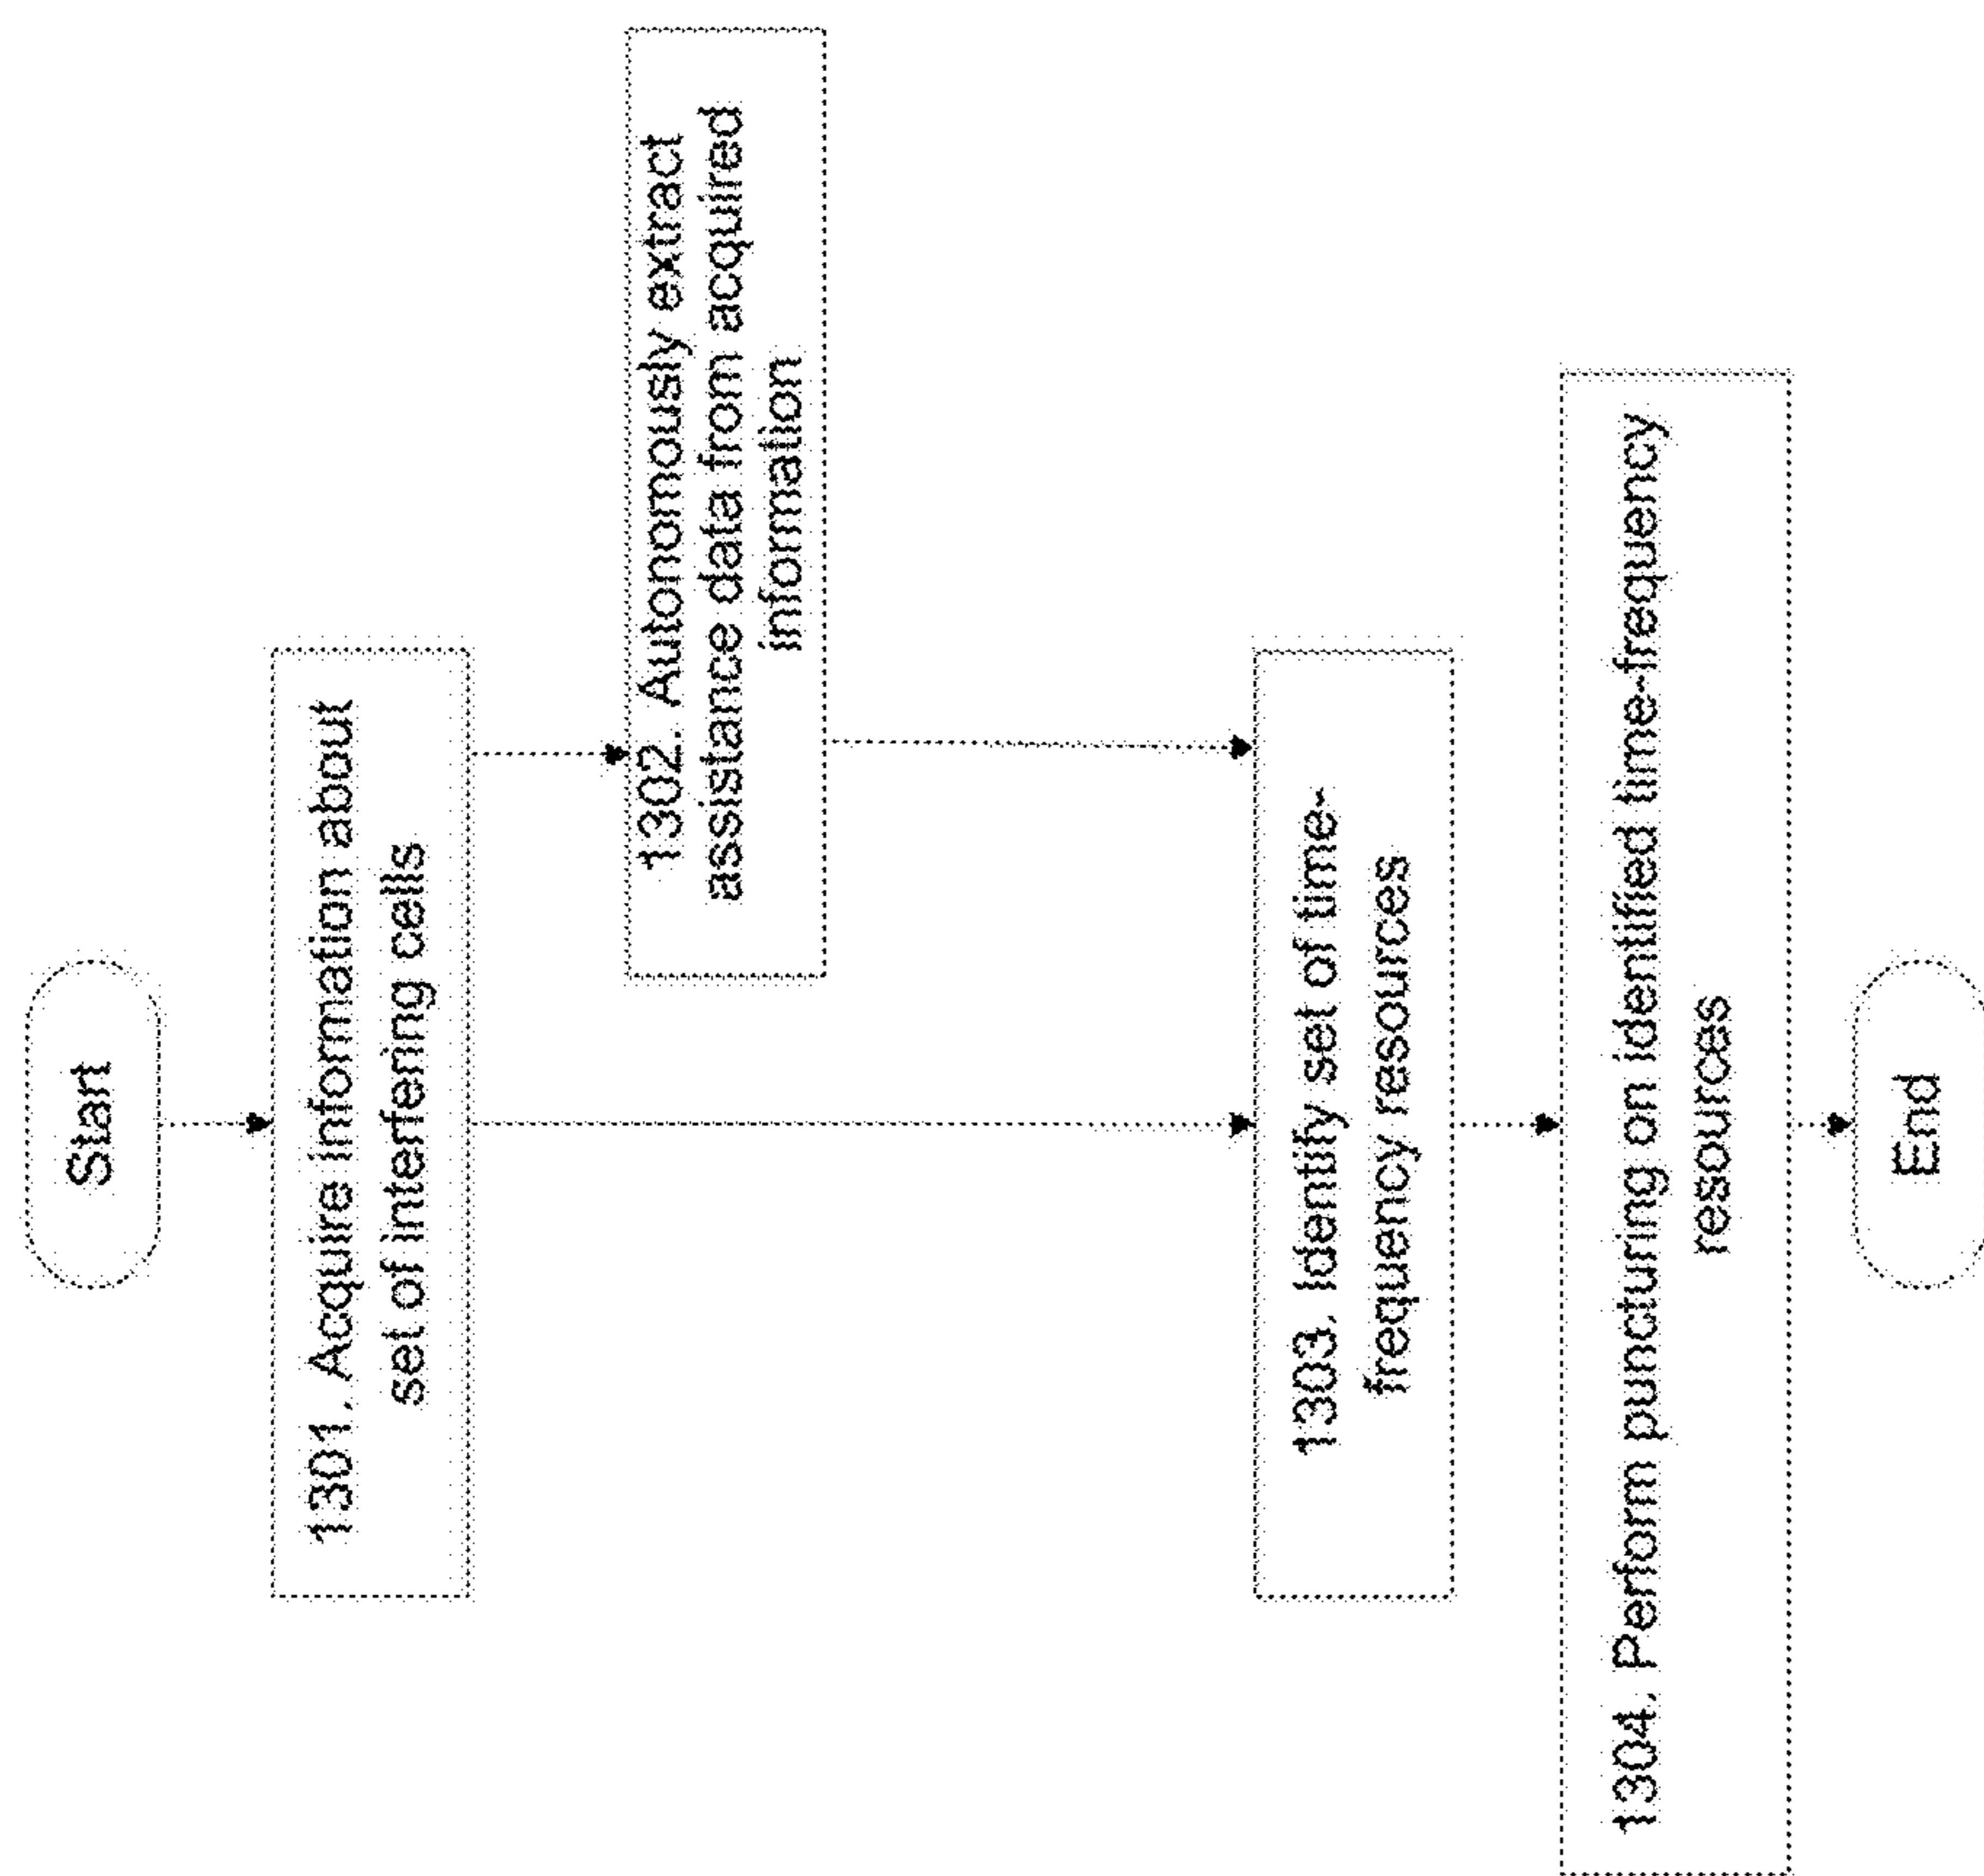 Start
1301. Acquire information about
set of interfering cells
1302. Autonomously extract
assistance data from acquired
information
1303. Identify set of time-
frequency resources
1304. Perform puncturing on identified time-frequency
resources
End